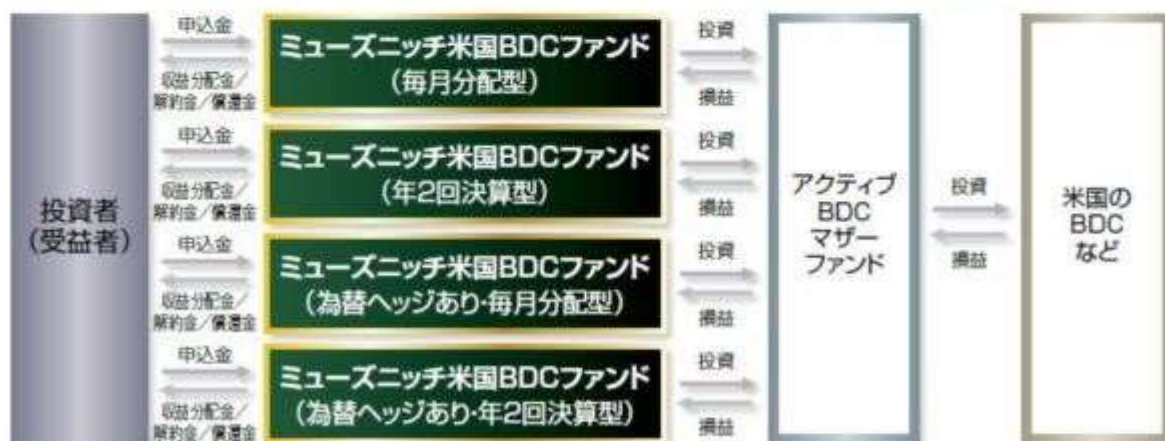 投資者
（受益者）
申込金
収益分配金／
解約金／償還金
ミューズニッチ米国BDCファンド
（毎月分配型）
投資
損益
申込金
収益分配金／
解約金／償還金
ミューズニッチ米国BDCファンド
（年2回決算型）
投資
損益
申込金
収益分配金／
解約金／償還金
ミューズニッチ米国BDCファンド
（為替ヘッジあり・毎月分配型）
投資
損益
申込金
収益分配金／
解約金／償還金
ミューズニッチ米国BDCファンド
（為替ヘッジあり・年2回決算型）
投資
損益
アクティブ
BDC
マザー
ファンド
投資
損益
米国の
BDC
など